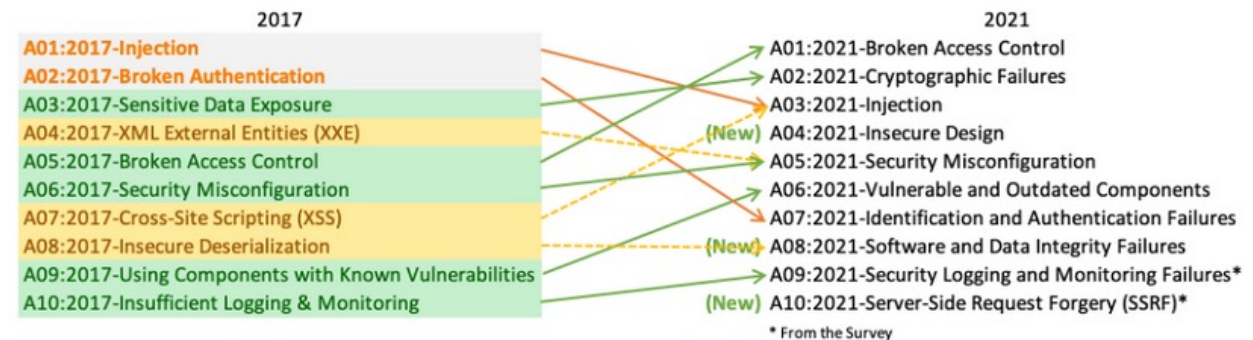 2017
A01:2017-Injection
A02:2017-Broken Authentication
A03:2017-Sensitive Data Exposure
A04:2017-XML External Entities (XXE)
A05:2017-Broken Access Control
A06:2017-Security Misconfiguration
A07:2017-Cross-Site Scripting (XSS)
A08:2017-Insecure Deserialization
A09:2017-Using Components with Known Vulnerabilities
A10:2017-Insufficient Logging & Monitoring
2021
A01:2021-Broken Access Control
A02:2021-Cryptographic Failures
A03:2021-Injection
(New) A04:2021-Insecure Design
A05:2021-Security Misconfiguration
A06:2021-Vulnerable and Outdated Components
A07:2021-Identification and Authentication Failures
(New) A08:2021-Software and Data Integrity Failures
A09:2021-Security Logging and Monitoring Failures*
(New) A10:2021-Server-Side Request Forgery (SSRF)*
* From the Survey